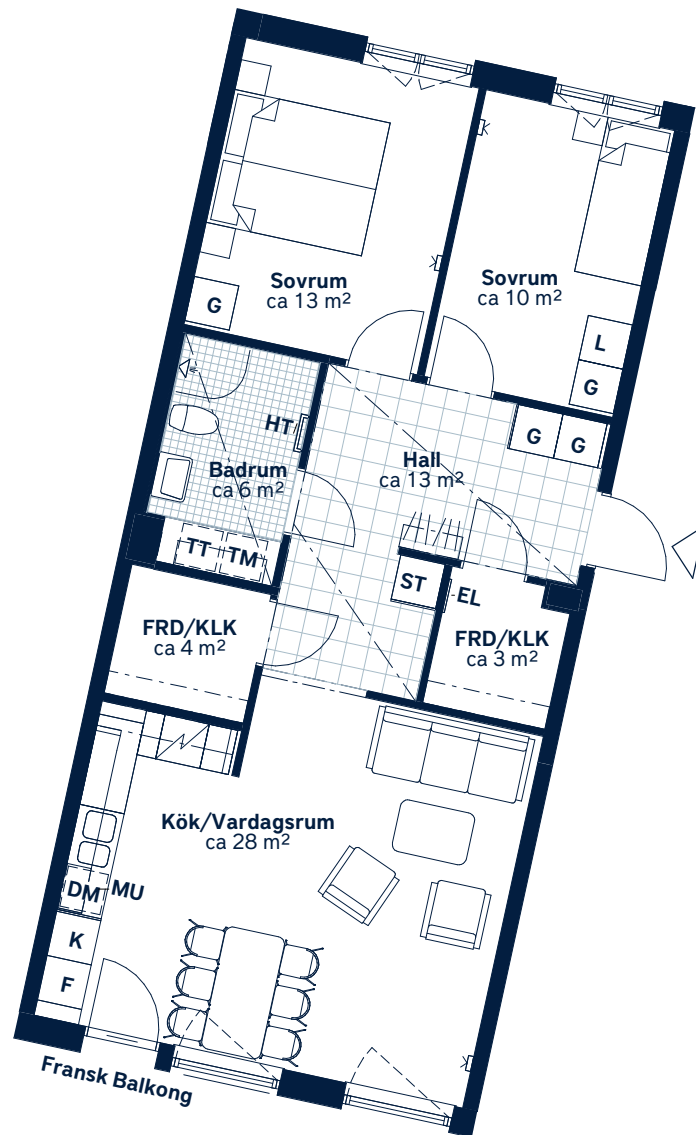 Sovrum
ca 13 m²
Sovrum
ca 10 m²
G
L
G
G
G
HT
Hall
ca 13 m²
Badrum
ca 6 m²
TT
TM
ST
EL
FRD/KLK
ca 4 m²
FRD/KLK
ca 3 m²
Kök/Vardagsrum
ca 28 m²
DM
MU
K
F
Fransk Balkong